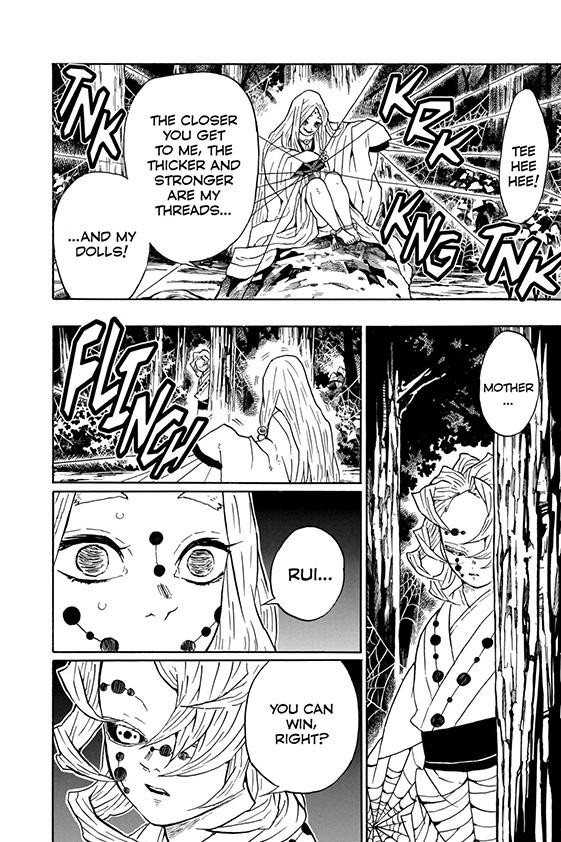 TEE
HEE
HEE!
KRK
KNG
TNK
THE CLOSER
YOU GET
TO ME, THE
THICKER AND
STRONGER
ARE MY
THREADS...
...AND MY
DOLLS!
TNK
TNK
MOTHER
...
FLINCH
RUI...
YOU CAN
WIN,
RIGHT?